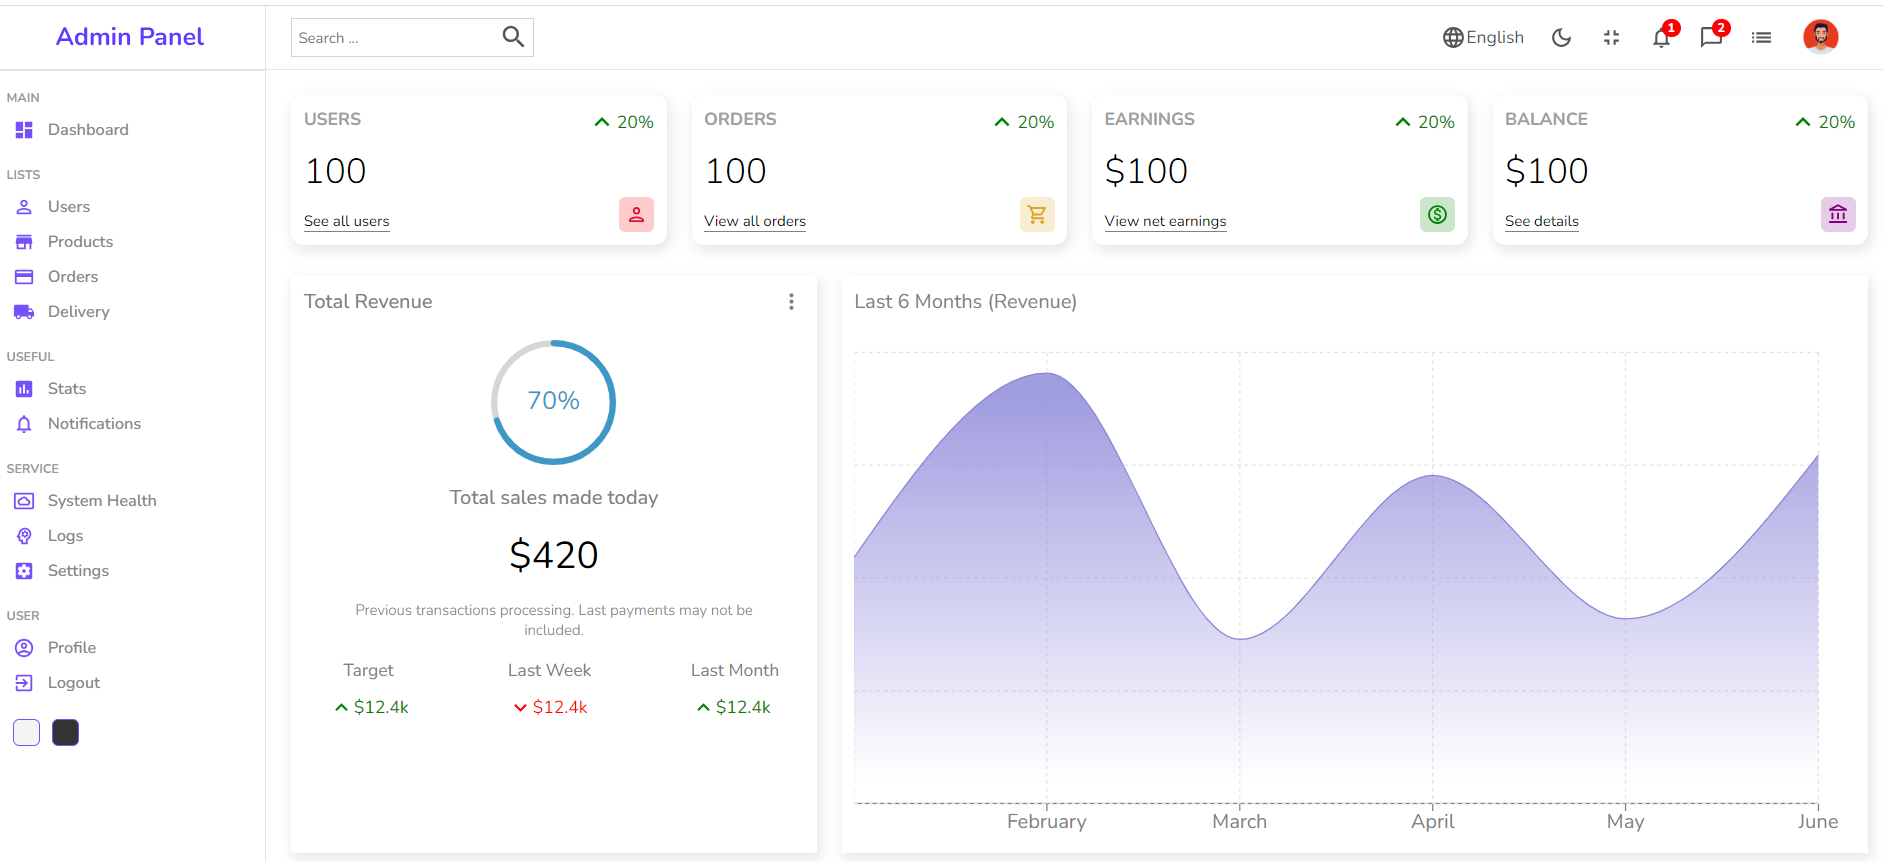 Admin Panel
Search ...
English
1
2
MAIN
Dashboard
LISTS
Users
Products
Orders
Delivery
USEFUL
Stats
Notifications
SERVICE
System Health
Logs
Settings
USER
Profile
Logout
USERS
20%
100
See all users
ORDERS
20%
100
View all orders
EARNINGS
20%
$100
View net earnings
BALANCE
20%
$100
See details
Total Revenue
70%
Total sales made today
$420
Previous transactions processing. Last payments may not be
included.
Target
Last Week
Last Month
$12.4k
$12.4k
$12.4k
Last 6 Months (Revenue)
February
March
April
May
June